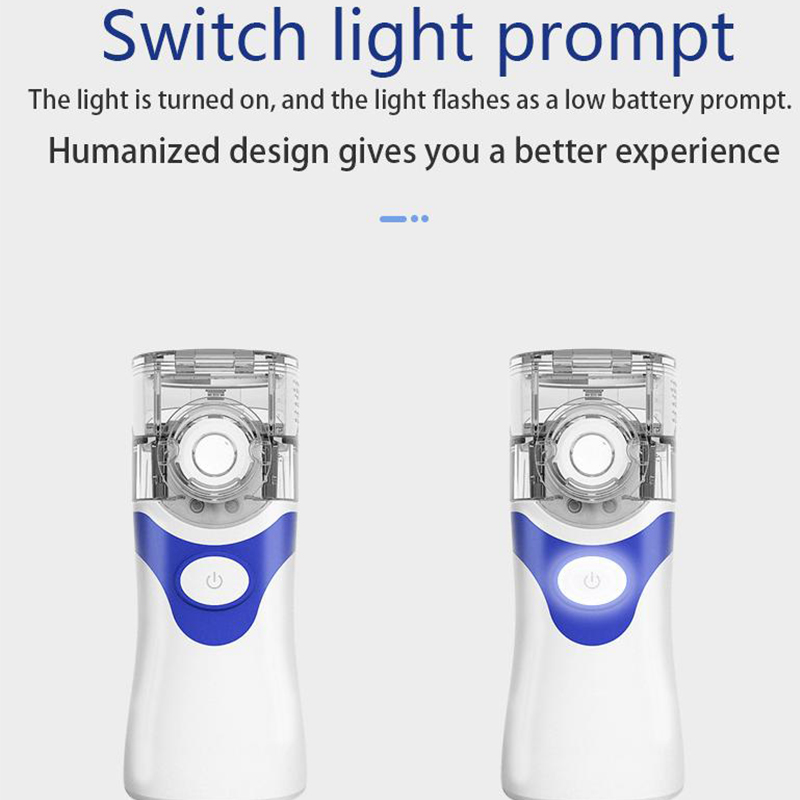 Switch light prompt
The light is turned on, and the light flashes as a low battery prompt.
Humanized design gives you a better experience